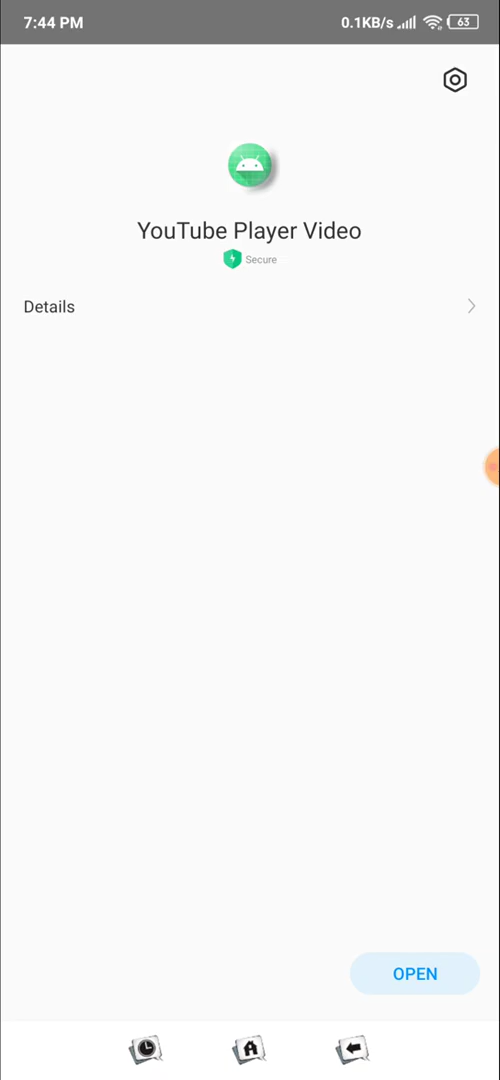 7:44 PM 0.1KB/s 63
YouTube Player Video
Secure
Details
OPEN